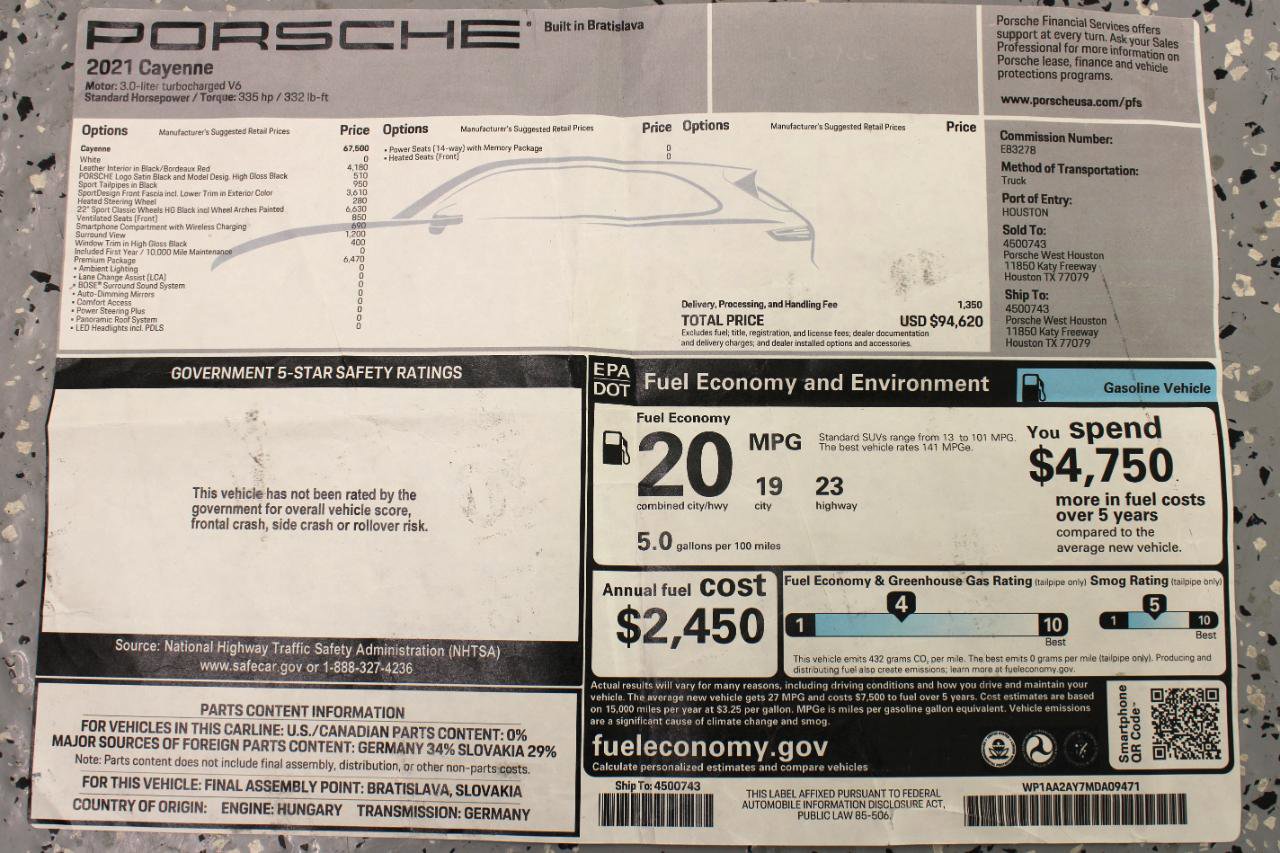 PORSCHE®
Built in Bratislava
2021 Cayenne
Motor: 3.0-liter turbocharged V6
Standard Horsepower / Torque: 335 hp / 332 lb-ft
Porsche Financial Services offers
support at every turn. Ask your Sales
Professional for more information on
Porsche lease, finance and vehicle
protections programs.
www.porscheusa.com/pfs
Options Manufacturer's Suggested Retail Prices Price
Cayenne 67,500
White 0
Leather Interior in Black/Bordeaux Red 4,180
PORSCHE Logo Satin Black and Model Desig. High Gloss Black 510
Sport Tailpipes in Black 950
SportDesign Front Fascia incl. Lower Trim in Exterior Color 3,610
Heated Steering Wheel 280
22" Sport Classic Wheels HG Black incl Wheel Arches Painted 6,630
Ventilated Seats (Front) 850
Smartphone Compartment with Wireless Charging 690
Surround View 1,200
Window Trim in High Gloss Black 400
Included First Year / 10,000 Mile Maintenance 0
Premium Package 6,470
• Ambient Lighting 0
• Lane Change Assist (LCA) 0
• BOSE® Surround Sound System 0
• Auto-Dimming Mirrors 0
• Comfort Access 0
• Power Steering Plus 0
• Panoramic Roof System 0
• LED Headlights incl. PDLS 0
Options Manufacturer's Suggested Retail Prices Price
• Power Seats (14-way) with Memory Package 0
• Heated Seats (Front) 0
Options Manufacturer's Suggested Retail Prices Price
Delivery, Processing, and Handling Fee 1,350
TOTAL PRICE USD $94,620
Excludes fuel; title, registration, and license fees; dealer documentation
and delivery charges; and dealer installed options and accessories.
Commission Number:
E83278
Method of Transportation:
Truck
Port of Entry:
HOUSTON
Sold To:
4500743
Porsche West Houston
11850 Katy Freeway
Houston TX 77079
Ship To:
4500743
Porsche West Houston
11850 Katy Freeway
Houston TX 77079
GOVERNMENT 5-STAR SAFETY RATINGS
This vehicle has not been rated by the
government for overall vehicle score,
frontal crash, side crash or rollover risk.
Source: National Highway Traffic Safety Administration (NHTSA)
www.safecar.gov or 1-888-327-4236
PARTS CONTENT INFORMATION
FOR VEHICLES IN THIS CARLINE: U.S./CANADIAN PARTS CONTENT: 0%
MAJOR SOURCES OF FOREIGN PARTS CONTENT: GERMANY 34% SLOVAKIA 29%
Note: Parts content does not include final assembly, distribution, or other non-parts costs.
FOR THIS VEHICLE: FINAL ASSEMBLY POINT: BRATISLAVA, SLOVAKIA
COUNTRY OF ORIGIN: ENGINE: HUNGARY TRANSMISSION: GERMANY
EPA
DOT
Fuel Economy and Environment
Gasoline Vehicle
Fuel Economy
20 MPG
combined city/hwy
19
city
23
highway
Standard SUVs range from 13 to 101 MPG.
The best vehicle rates 141 MPGe.
5.0 gallons per 100 miles
You spend
$4,750
more in fuel costs
over 5 years
compared to the
average new vehicle.
Annual fuel cost
$2,450
Fuel Economy & Greenhouse Gas Rating (tailpipe only)
1 4 10
Best
Smog Rating (tailpipe only)
1 5 10
Best
This vehicle emits 432 grams CO₂ per mile. The best emits 0 grams per mile (tailpipe only). Producing and
distributing fuel also create emissions; learn more at fueleconomy.gov.
Actual results will vary for many reasons, including driving conditions and how you drive and maintain your
vehicle. The average new vehicle gets 27 MPG and costs $7,500 to fuel over 5 years. Cost estimates are based
on 15,000 miles per year at $3.25 per gallon. MPGe is miles per gasoline gallon equivalent. Vehicle emissions
are a significant cause of climate change and smog.
fueleconomy.gov
Calculate personalized estimates and compare vehicles
Smartphone
QR Code™
Ship To: 4500743
THIS LABEL AFFIXED PURSUANT TO FEDERAL
AUTOMOBILE INFORMATION DISCLOSURE ACT,
PUBLIC LAW 85-506.
WP1AA2AY7MDA09471